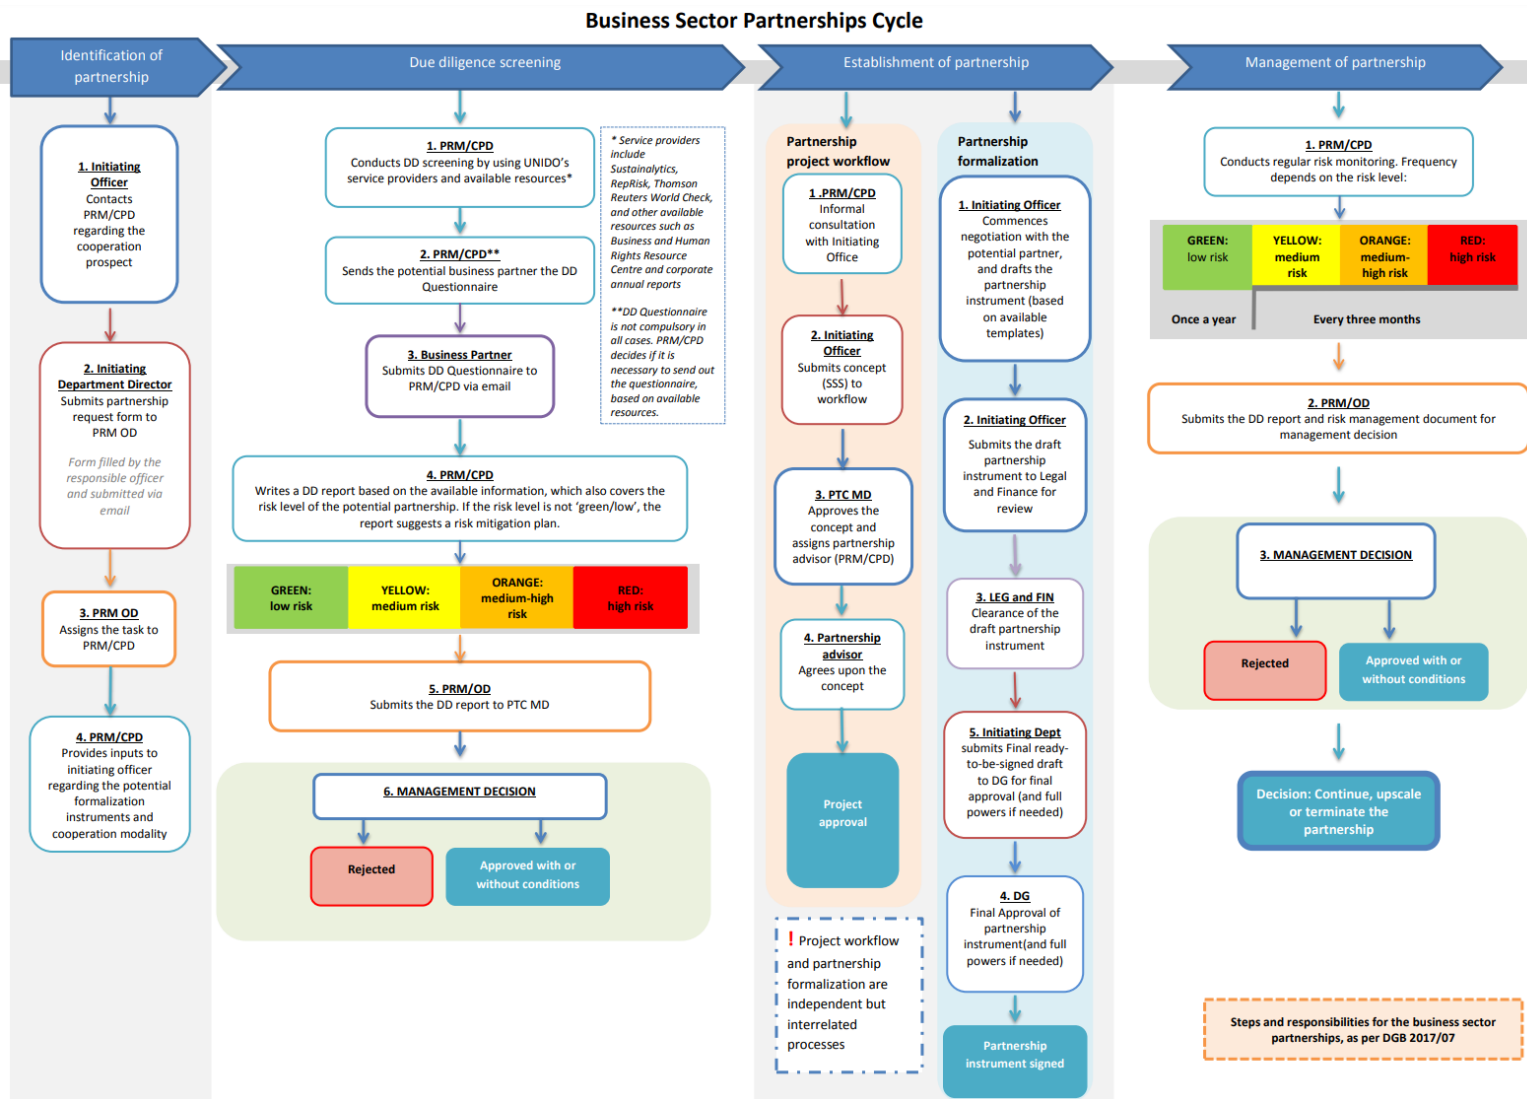 Business Sector Partnerships Cycle
Identification of
partnership
1. Initiating
Officer
Contacts
PRM/CPD
regarding the
cooperation
prospect
2. Initiating
Department Director
Submits partnership
request form to
PRM OD
Form filled by the
responsible officer
and submitted via
email
3. PRM OD
Assigns the task to
PRM/CPD
4. PRM/CPD
Provides inputs to
initiating officer
regarding the potential
formalization
instruments and
cooperation modality
Due diligence screening
1. PRM/CPD
Conducts DD screening by using UNIDO's
service providers and available resources*
2. PRM/CPD**
Sends the potential business partner the DD
Questionnaire
3. Business Partner
Submits DD Questionnaire to
PRM/CPD via email
* Service providers
include
Sustainalytics,
RepRisk, Thomson
Reuters World Check,
and other available
resources such as
Business and Human
Rights Resource
Centre and corporate
annual reports
**DD Questionnaire
is not compulsory in
all cases. PRM/CPD
decides if it is
necessary to send out
the questionnaire,
based on available
resources.
4. PRM/CPD
Writes a DD report based on the available information, which also covers the
risk level of the potential partnership. If the risk level is not 'green/low', the
report suggests a risk mitigation plan.
GREEN:
low risk
YELLOW:
medium risk
ORANGE:
medium-high
risk
RED:
high risk
5. PRM/OD
Submits the DD report to PTC MD
6. MANAGEMENT DECISION
Rejected
Approved with or
without conditions
Establishment of partnership
Partnership
project workflow
1 .PRM/CPD
Informal
consultation
with Initiating
Office
2. Initiating
Officer
Submits concept
(SSS) to
workflow
3. PTC MD
Approves the
concept and
assigns partnership
advisor (PRM/CPD)
4. Partnership
advisor
Agrees upon the
concept
Project
approval
! Project workflow
and partnership
formalization are
independent but
interrelated
processes
Partnership
formalization
1. Initiating Officer
Commences
negotiation with the
potential partner,
and drafts the
partnership
instrument (based
on available
templates)
2. Initiating Officer
Submits the draft
partnership
instrument to Legal
and Finance for
review
3. LEG and FIN
Clearance of the
draft partnership
instrument
5. Initiating Dept
submits Final ready-
to-be-signed draft
to DG for final
approval (and full
powers if needed)
4. DG
Final Approval of
partnership
instrument(and full
powers if needed)
Partnership
instrument signed
Management of partnership
1. PRM/CPD
Conducts regular risk monitoring. Frequency
depends on the risk level:
GREEN:
low risk
YELLOW:
medium
risk
ORANGE:
medium-
high risk
RED:
high risk
Once a year
Every three months
2. PRM/OD
Submits the DD report and risk management document for
management decision
3. MANAGEMENT DECISION
Rejected
Approved with or
without conditions
Decision: Continue, upscale
or terminate the
partnership
Steps and responsibilities for the business sector
partnerships, as per DGB 2017/07